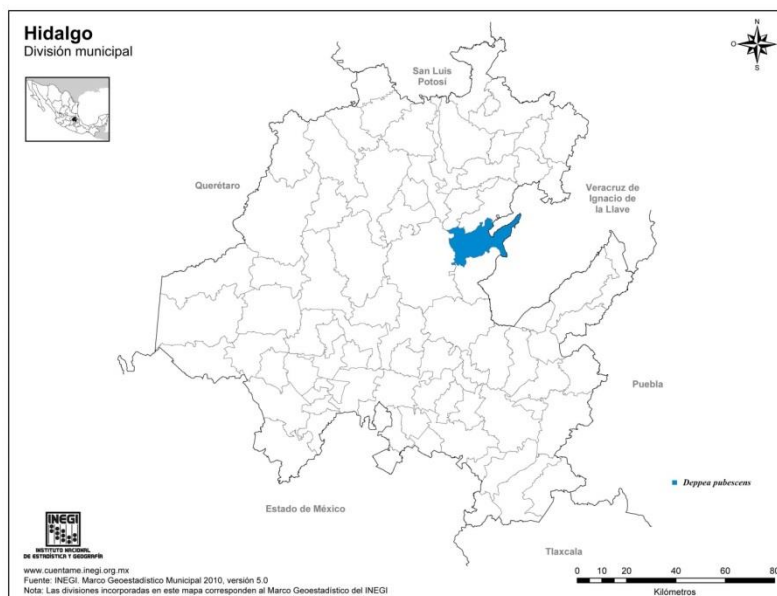 Hidalgo
División municipal
N
O
E
S
San Luis
Potosí
Querétaro
Veracruz de
Ignacio de
la Llave
Puebla
Deppea pubescens
Estado de México
Tlaxcala
INEGI
INSTITUTO NACIONAL
DE ESTADÍSTICA Y GEOGRAFÍA
www.cuentame.inegi.org.mx
Fuente: INEGI. Marco Geoestadístico Municipal 2010, versión 5.0
Nota: Las divisiones incorporadas en este mapa corresponden al Marco Geoestadístico del INEGI
0 10 20 40 60 80
Kilómetros